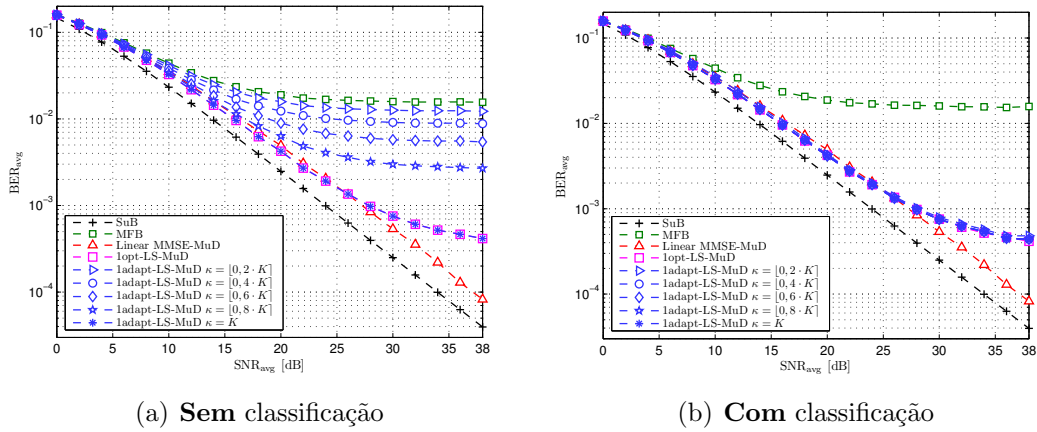 10⁻¹
10⁻²
10⁻³
10⁻⁴
BER_avg
SuB
MFB
Linear MMSE-MuD
1opt-LS-MuD
1adapt-LS-MuD κ = ⌈0,2 · K⌉
1adapt-LS-MuD κ = ⌈0,4 · K⌉
1adapt-LS-MuD κ = ⌈0,6 · K⌉
1adapt-LS-MuD κ = ⌈0,8 · K⌉
1adapt-LS-MuD κ = K
0 5 10 15 20 25 30 35 38
SNR_avg [dB]
(a) Sem classificação
10⁻¹
10⁻²
10⁻³
10⁻⁴
BER_avg
SuB
MFB
Linear MMSE-MuD
1opt-LS-MuD
1adapt-LS-MuD κ = ⌈0,2 · K⌉
1adapt-LS-MuD κ = ⌈0,4 · K⌉
1adapt-LS-MuD κ = ⌈0,6 · K⌉
1adapt-LS-MuD κ = ⌈0,8 · K⌉
1adapt-LS-MuD κ = K
0 5 10 15 20 25 30 35 38
SNR_avg [dB]
(b) Com classificação